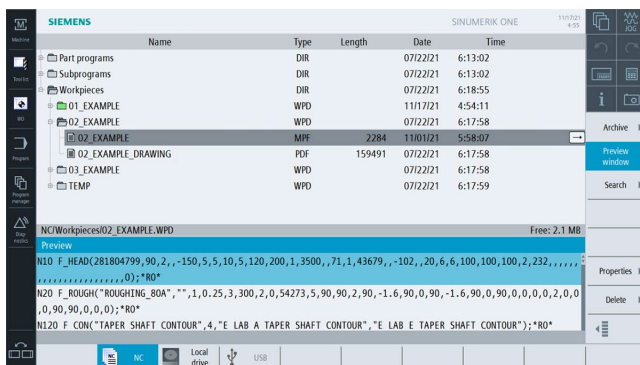 SIEMENS SINUMERIK ONE 11/17/21
4:55
JOG
Machine
Tool list
WO
Program
Program
manager
Diag-
nostics
Name Type Length Date Time
Part programs DIR 07/22/21 6:13:02
Subprograms DIR 07/22/21 6:13:02
Workpieces DIR 07/22/21 6:18:55
01_EXAMPLE WPD 11/17/21 4:54:11
02_EXAMPLE WPD 07/22/21 6:17:58
02_EXAMPLE MPF 2284 11/01/21 5:58:07
02_EXAMPLE_DRAWING PDF 159491 07/22/21 6:17:58
03_EXAMPLE WPD 07/22/21 6:17:58
TEMP WPD 07/22/21 6:17:59
NC/Workpieces/02_EXAMPLE.WPD Free: 2.1 MB
Preview
N10 F_HEAD(281804799,90,2,,-150,5,5,10,5,120,200,1,3500,,71,1,43679,,-102,,20,6,6,100,100,100,2,232,,,,,,
,,,,,,,,,,,,,,,,,0);*RO*
N20 F_ROUGH("ROUGHING_80A","",1,0.25,3,300,2,0,54273,5,90,90,2,90,-1.6,90,0,90,-1.6,90,0,90,0,0,0,0,2,0,0
,0,90,90,0,0,0);*RO*
N120 F_CON("TAPER SHAFT CONTOUR",4,"E_LAB_A_TAPER SHAFT CONTOUR","E_LAB_E_TAPER SHAFT CONTOUR");*RO*
Archive
Preview
window
Search
Properties
Delete
NC
NC
Local
drive
USB